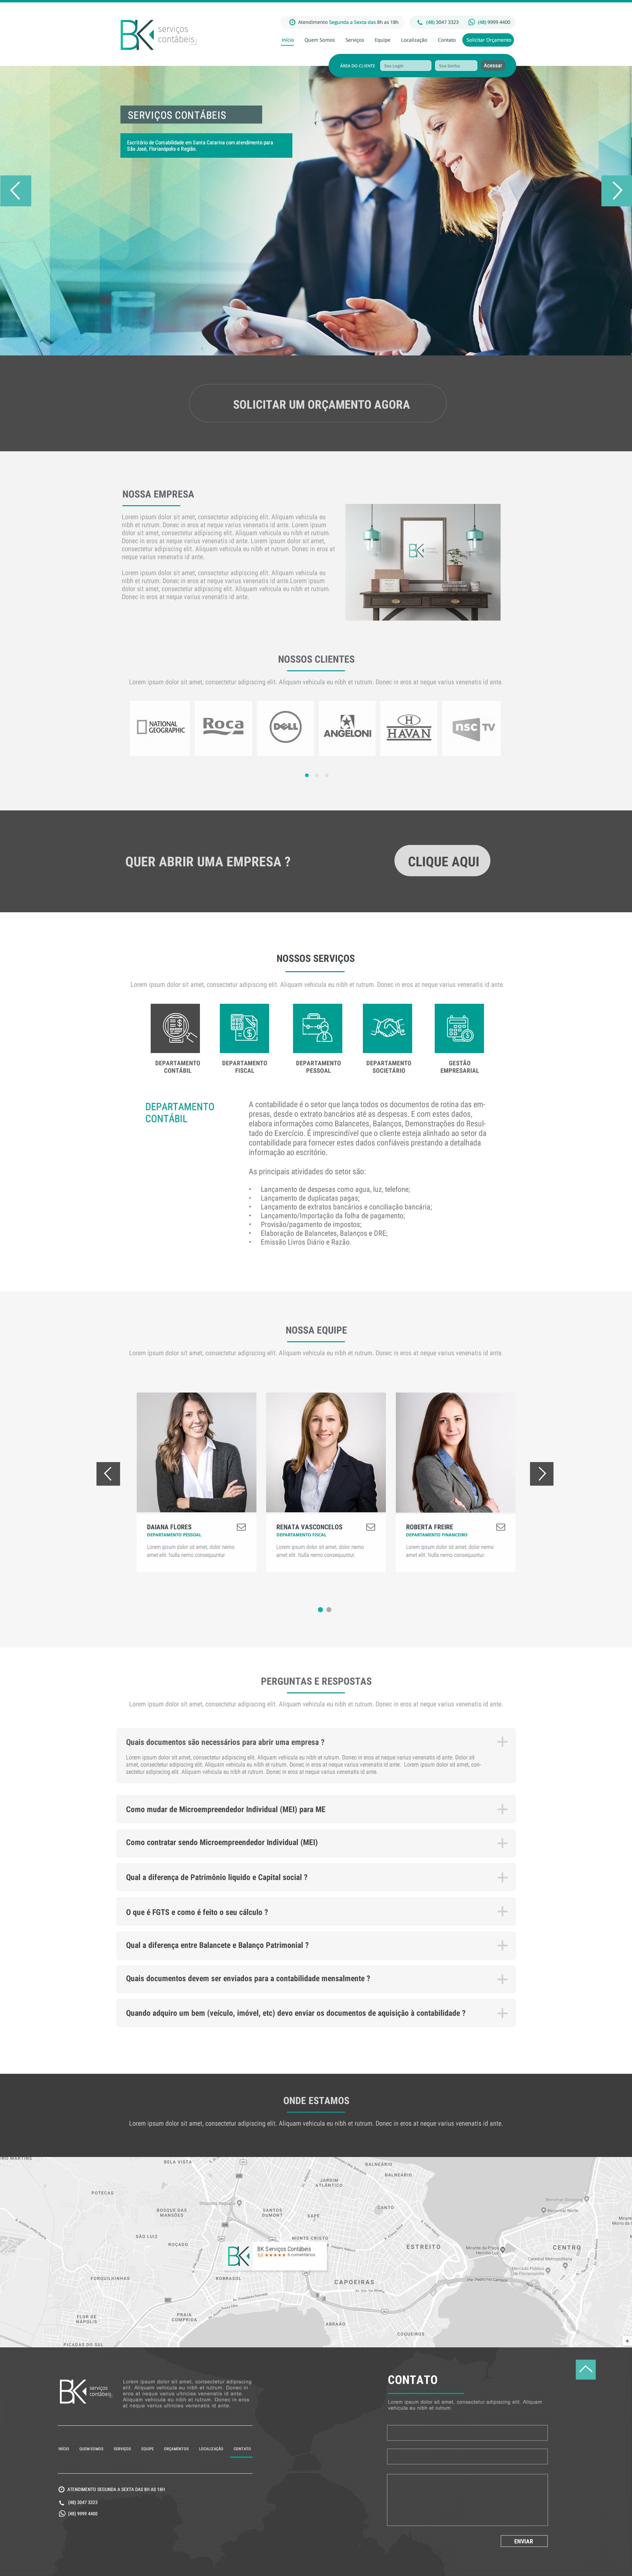 BK serviços
contábeis
Atendimento Segunda a Sexta das 8h as 18h
(48) 3047 3323
(48) 9999 4400
Início
Quem Somos
Serviços
Equipe
Localização
Contato
Solicitar Orçamento
ÁREA DO CLIENTE
Seu Login
Sua Senha
Acessar
SERVIÇOS CONTÁBEIS
Escritório de Contabilidade em Santa Catarina com atendimento para
São José, Florianópolis e Região.
SOLICITAR UM ORÇAMENTO AGORA
NOSSA EMPRESA
Lorem ipsum dolor sit amet, consectetur adipiscing elit. Aliquam vehicula eu
nibh et rutrum. Donec in eros at neque varius venenatis id ante. Lorem ipsum
dolor sit amet, consectetur adipiscing elit. Aliquam vehicula eu nibh et rutrum.
Donec in eros at neque varius venenatis id ante. Lorem ipsum dolor sit amet,
consectetur adipiscing elit. Aliquam vehicula eu nibh et rutrum. Donec in eros at
neque varius venenatis id ante.
Lorem ipsum dolor sit amet, consectetur adipiscing elit. Aliquam vehicula eu
nibh et rutrum. Donec in eros at neque varius venenatis id ante.Lorem ipsum
dolor sit amet, consectetur adipiscing elit. Aliquam vehicula eu nibh et rutrum.
Donec in eros at neque varius venenatis id ante.
BK
NOSSOS CLIENTES
Lorem ipsum dolor sit amet, consectetur adipiscing elit. Aliquam vehicula eu nibh et rutrum. Donec in eros at neque varius venenatis id ante.
NATIONAL
GEOGRAPHIC
Roca
DELL
ANGELONI
H
HAVAN
nsc TV
QUER ABRIR UMA EMPRESA ?
CLIQUE AQUI
NOSSOS SERVIÇOS
Lorem ipsum dolor sit amet, consectetur adipiscing elit. Aliquam vehicula eu nibh et rutrum. Donec in eros at neque varius venenatis id ante.
DEPARTAMENTO
CONTÁBIL
DEPARTAMENTO
FISCAL
DEPARTAMENTO
PESSOAL
DEPARTAMENTO
SOCIETÁRIO
GESTÃO
EMPRESARIAL
DEPARTAMENTO
CONTÁBIL
A contabilidade é o setor que lança todos os documentos de rotina das em-
presas, desde o extrato bancários até as despesas. E com estes dados,
elabora informações como Balancetes, Balanços, Demonstrações do Resul-
tado do Exercício. É imprescindível que o cliente esteja alinhado ao setor da
contabilidade para fornecer estes dados confiáveis prestando a detalhada
informação ao escritório.
As principais atividades do setor são:
• Lançamento de despesas como agua, luz, telefone;
• Lançamento de duplicatas pagas;
• Lançamento de extratos bancários e conciliação bancária;
• Lançamento/Importação da folha de pagamento;
• Provisão/pagamento de impostos;
• Elaboração de Balancetes, Balanços e DRE;
• Emissão Livros Diário e Razão.
NOSSA EQUIPE
Lorem ipsum dolor sit amet, consectetur adipiscing elit. Aliquam vehicula eu nibh et rutrum. Donec in eros at neque varius venenatis id ante.
DAIANA FLORES
DEPARTAMENTO PESSOAL
Lorem ipsum dolor sit amet, dolor nemo
amet elit. Nulla nemo consequuntur.
RENATA VASCONCELOS
DEPARTAMENTO FISCAL
Lorem ipsum dolor sit amet, dolor nemo
amet elit. Nulla nemo consequuntur.
ROBERTA FREIRE
DEPARTAMENTO FINANCEIRO
Lorem ipsum dolor sit amet, dolor nemo
amet elit. Nulla nemo consequuntur.
PERGUNTAS E RESPOSTAS
Lorem ipsum dolor sit amet, consectetur adipiscing elit. Aliquam vehicula eu nibh et rutrum. Donec in eros at neque varius venenatis id ante.
Quais documentos são necessários para abrir uma empresa ?
Lorem ipsum dolor sit amet, consectetur adipiscing elit. Aliquam vehicula eu nibh et rutrum. Donec in eros at neque varius venenatis id ante. Dolor sit
amet, consectetur adipiscing elit. Aliquam vehicula eu nibh et rutrum. Donec in eros at neque varius venenatis id ante. Lorem ipsum dolor sit amet, con-
sectetur adipiscing elit. Aliquam vehicula eu nibh et rutrum. Donec in eros at neque varius venenatis id ante.
Como mudar de Microempreendedor Individual (MEI) para ME
Como contratar sendo Microempreendedor Individual (MEI)
Qual a diferença de Patrimônio liquido e Capital social ?
O que é FGTS e como é feito o seu cálculo ?
Qual a diferença entre Balancete e Balanço Patrimonial ?
Quais documentos devem ser enviados para a contabilidade mensalmente ?
Quando adquiro um bem (veículo, imóvel, etc) devo enviar os documentos de aquisição à contabilidade ?
ONDE ESTAMOS
Lorem ipsum dolor sit amet, consectetur adipiscing elit. Aliquam vehicula eu nibh et rutrum. Donec in eros at neque varius venenatis id ante.
BELA VISTA
BALNEÁRIO
BALNEÁRIO
JARDIM
ATLÂNTICO
POTECAS
BOSQUE DAS
MANSÕES
SANTOS
DUMONT
SAPÉ
CANTO
SÃO LUIZ
ROÇADO
MONTE CRISTO
ESTREITO
CENTRO
BK Serviços Contábeis
5,0 ★★★★★ 6 comentários
FORQUILHINHAS
CAPOEIRAS
FLOR DE
NÁPOLIS
PRAIA
COMPRIDA
ABRAÃO
COQUEIROS
PICADAS DO SUL
BK serviços
contábeis
Lorem ipsum dolor sit amet, consectetur adipiscing
elit. Aliquam vehicula eu nibh et rutrum. Donec in
eros at neque varius ultricies venenatis id ante.
Aliquam vehicula eu nibh et rutrum. Donec in eros
at neque varius ultricies venenatis id ante.
INÍCIO
QUEM SOMOS
SERVIÇOS
EQUIPE
ORÇAMENTOS
LOCALIZAÇÃO
CONTATO
ATENDIMENTO SEGUNDA A SEXTA DAS 8H AS 18H
(48) 3047 3323
(48) 9999 4400
CONTATO
Lorem ipsum dolor sit amet, consectetur adipiscing elit. Aliquam
vehicula eu nibh et rutrum.
ENVIAR